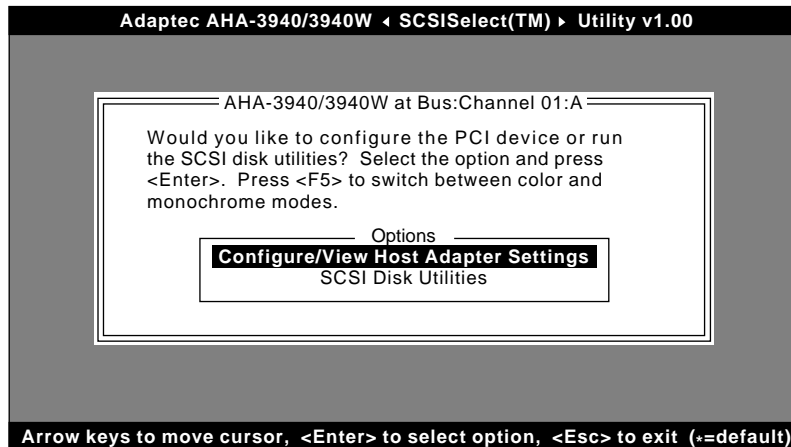 Adaptec AHA-3940/3940W ◂ SCSISelect(TM) ▸ Utility v1.00
AHA-3940/3940W at Bus:Channel 01:A
Would you like to configure the PCI device or run
the SCSI disk utilities? Select the option and press
<Enter>. Press <F5> to switch between color and
monochrome modes.
Options
Configure/View Host Adapter Settings
SCSI Disk Utilities
Arrow keys to move cursor, <Enter> to select option, <Esc> to exit (*=default)